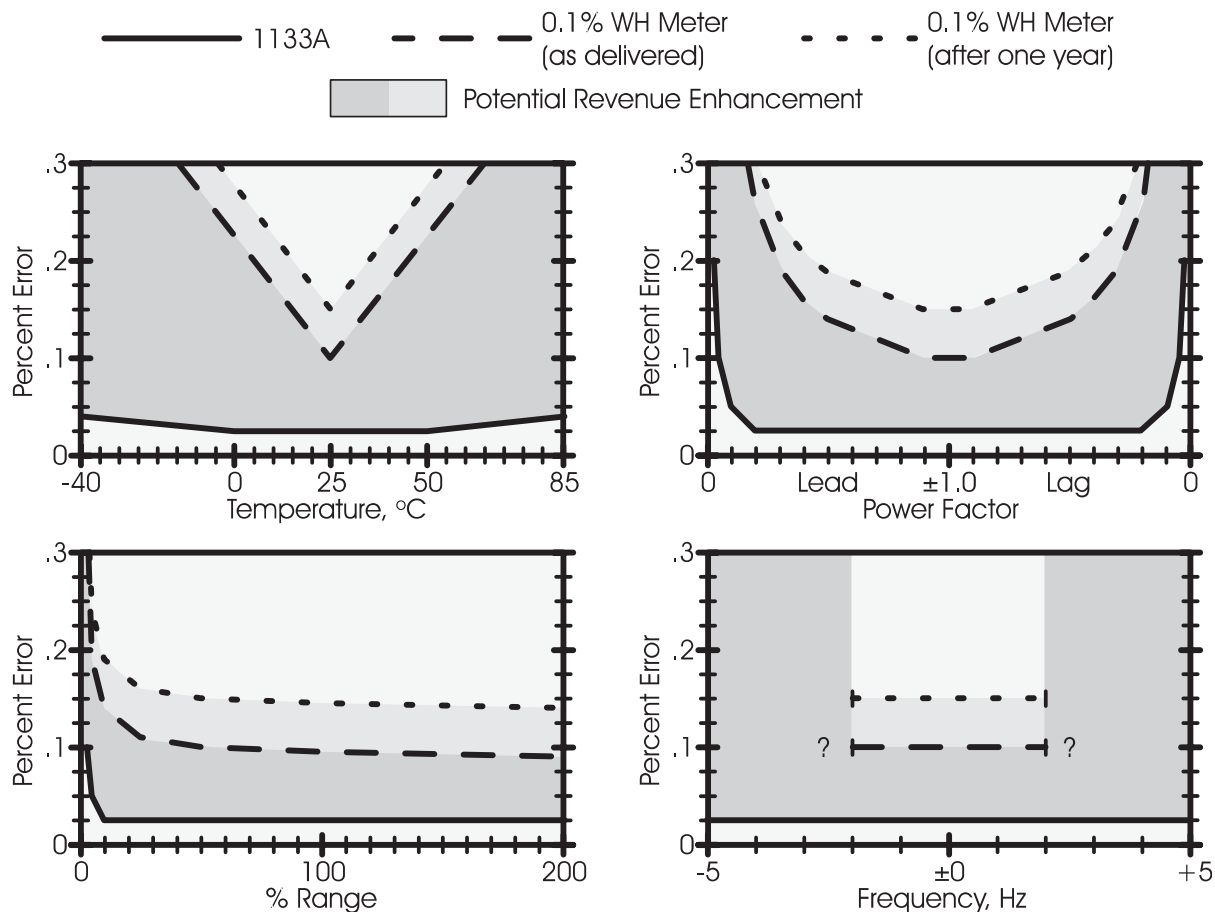 1133A
0.1% WH Meter
(as delivered)
0.1% WH Meter
(after one year)
Potential Revenue Enhancement
.3
.2
.1
0
Percent Error
-40
0
25
50
85
Temperature, °C
.3
.2
.1
0
Percent Error
0
Lead
±1.0
Lag
0
Power Factor
.3
.2
.1
0
Percent Error
0
100
200
% Range
.3
.2
.1
0
Percent Error
?
?
-5
±0
+5
Frequency, Hz